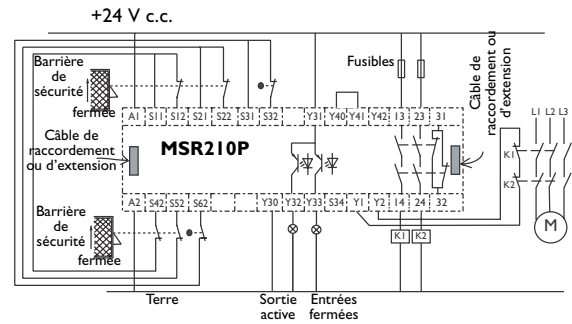 +24 V c.c.
Barrière
de
sécurité
fermée
Fusibles
Câble de
raccordement ou
d'extension
L1 L2 L3
A1 S11 S12 S21 S22 S31 S32 Y31 Y40 Y41 Y42 13 23 31
Câble de
raccordement
ou d'extension
MSR210P
K1
K2
A2 S42 S52 S62 Y30 Y32 Y33 S34 Y1 Y2 14 24 32
Barrière
de
sécurité
fermée
K1 K2
M
Terre
Sortie
active
Entrées
fermées